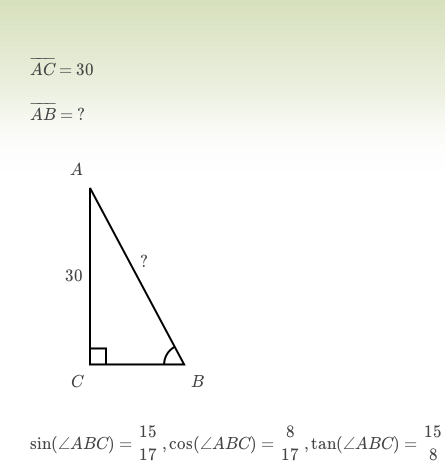 AC = 30
AB = ?
A
?
30
C
B
sin(∠ABC) = 15/17 , cos(∠ABC) = 8/17 , tan(∠ABC) = 15/8